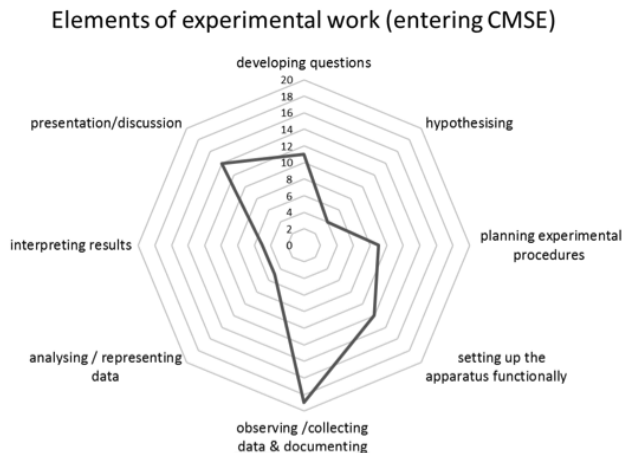 Elements of experimental work (entering CMSE)
developing questions
20
18
16
14
12
10
8
6
4
2
0
hypothesising
planning experimental
procedures
setting up the
apparatus functionally
observing /collecting
data & documenting
analysing / representing
data
interpreting results
presentation/discussion